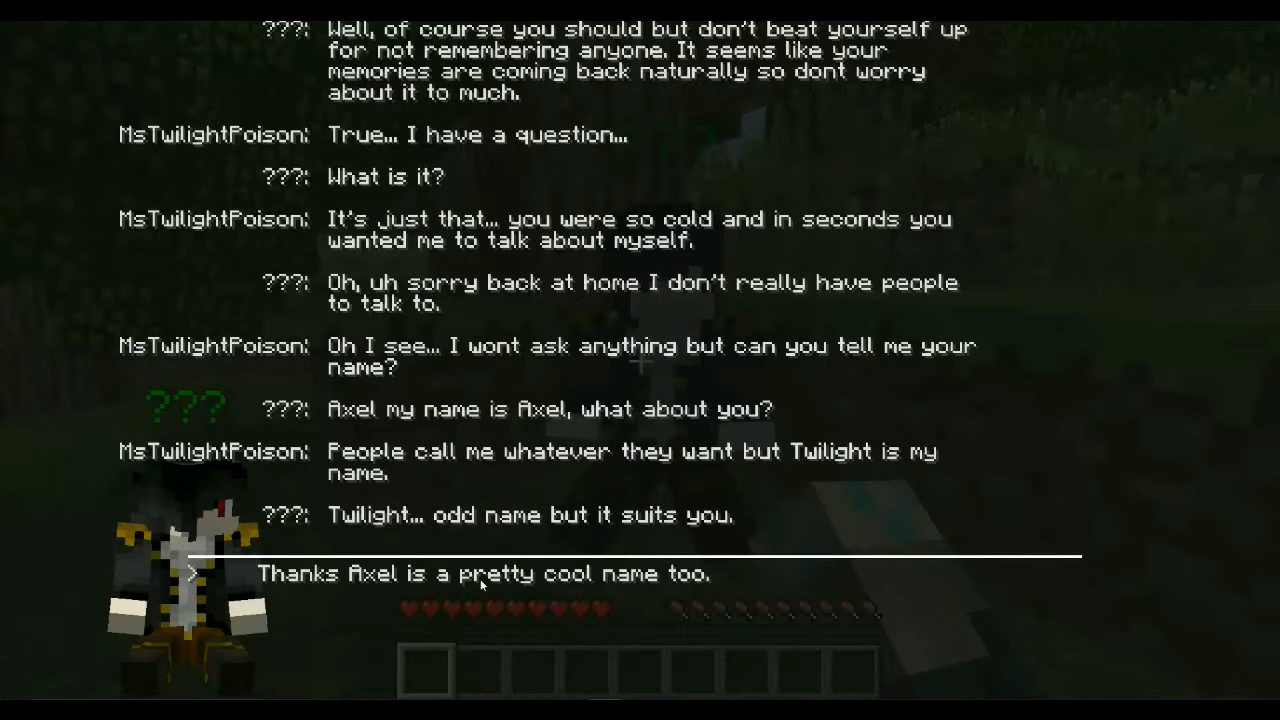 ???: Well, of course you should but don't beat yourself up
for not remembering anyone. It seems like your
memories are coming back naturally so dont worry
about it to much.
MsTwilightPoison: True... I have a question...
???: What is it?
MsTwilightPoison: It's just that... you were so cold and in seconds you
wanted me to talk about myself.
???: Oh, uh sorry back at home I don't really have people
to talk to.
MsTwilightPoison: Oh I see... I wont ask anything but can you tell me your
name?
???
???: Axel my name is Axel, what about you?
MsTwilightPoison: People call me whatever they want but Twilight is my
name.
???: Twilight... odd name but it suits you.
> Thanks Axel is a pretty cool name too.